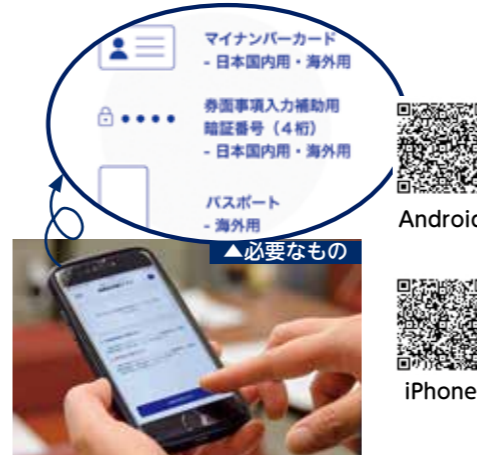 マイナンバーカード
- 日本国内用・海外用
券面事項入力補助用
暗証番号（4桁）
- 日本国内用・海外用
パスポート
- 海外用
▲必要なもの
Android
iPhone